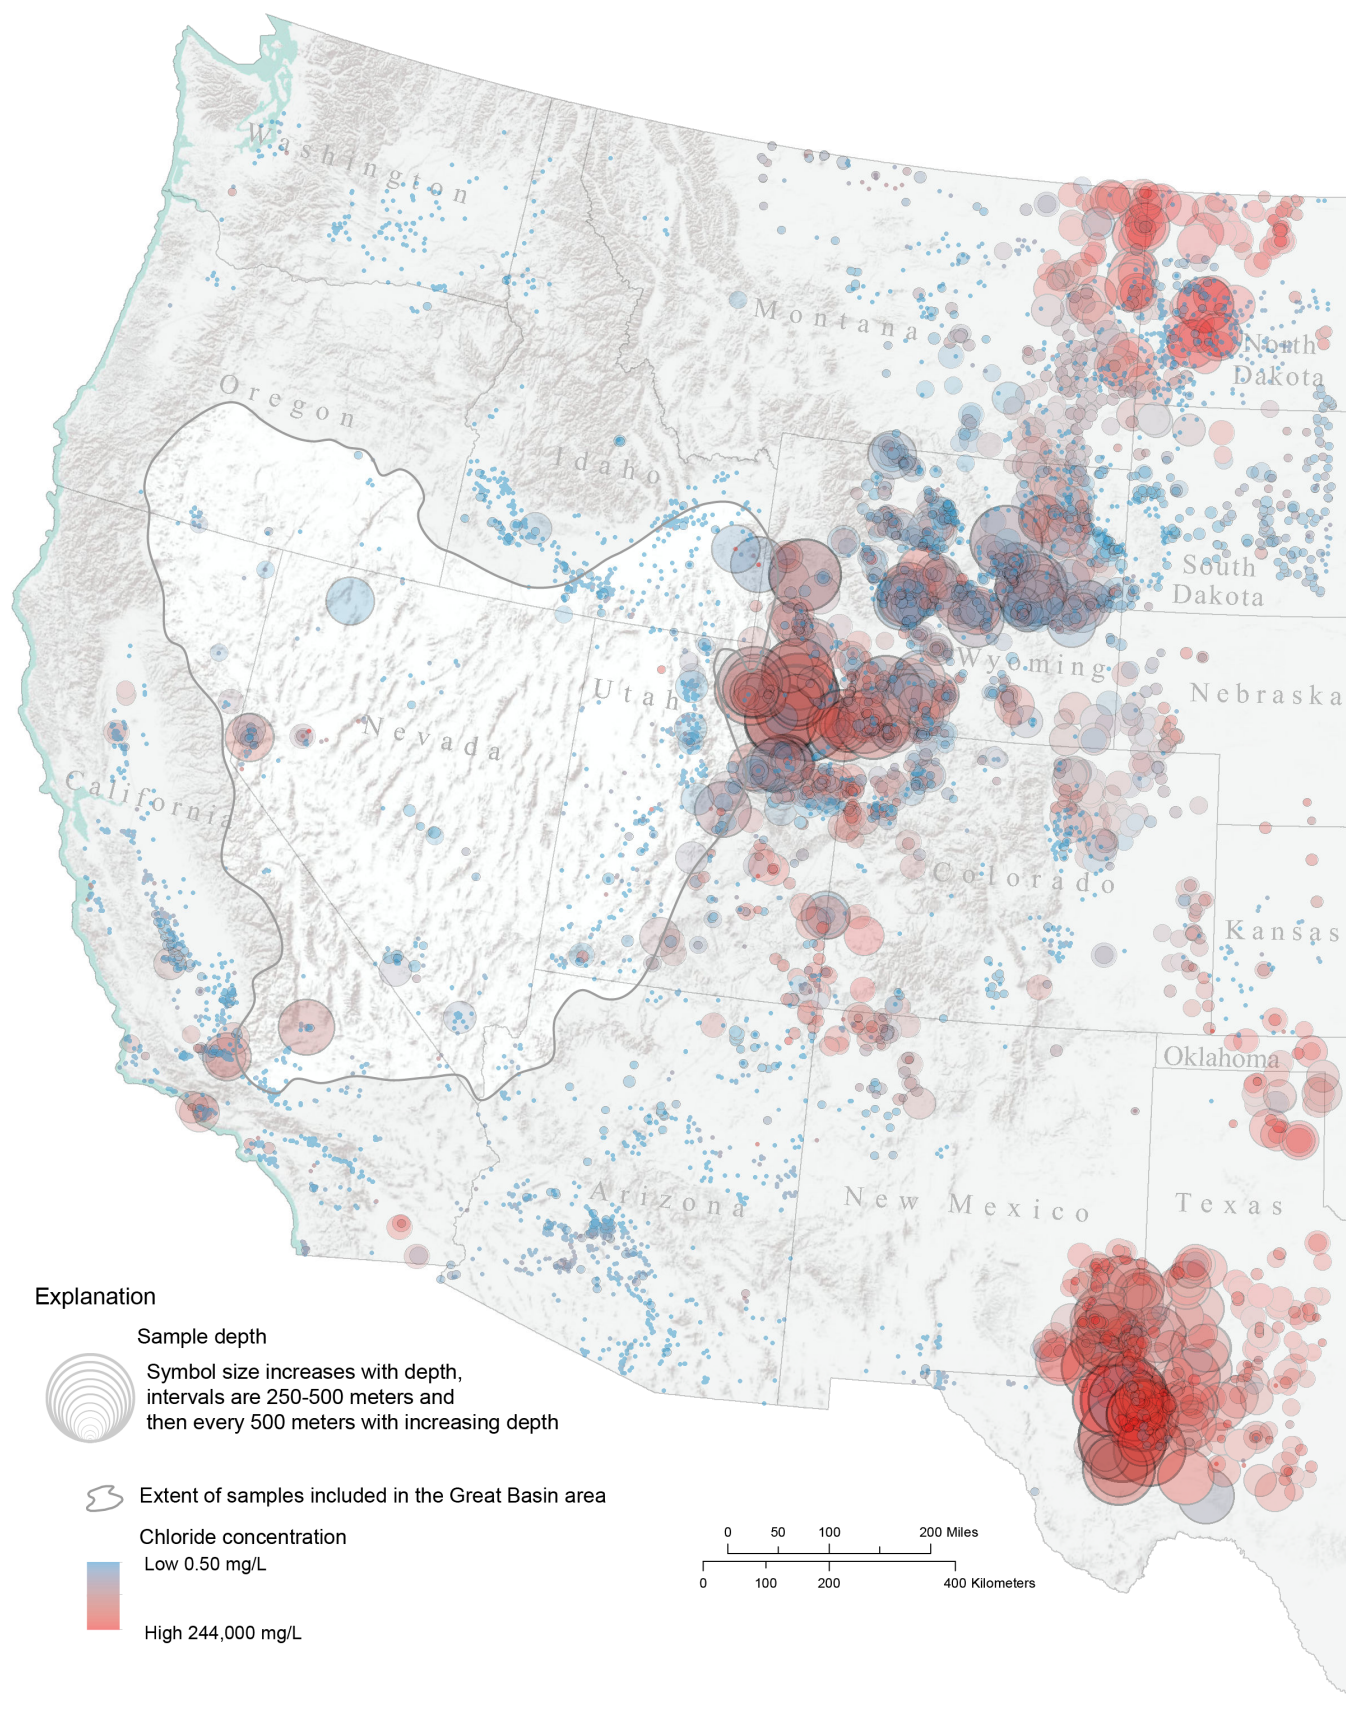 Washington
Montana
North
Dakota
Oregon
Idaho
South
Dakota
Wyoming
Nebraska
Utah
Nevada
California
Colorado
Kansas
Oklahoma
Arizona
New Mexico
Texas
Explanation
Sample depth
Symbol size increases with depth,
intervals are 250-500 meters and
then every 500 meters with increasing depth
Extent of samples included in the Great Basin area
Chloride concentration
Low 0.50 mg/L
High 244,000 mg/L
0 50 100 200 Miles
0 100 200 400 Kilometers